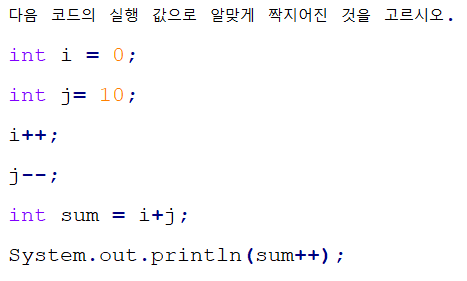 다음 코드의 실행 값으로 알맞게 짝지어진 것을 고르시오.
int i = 0;
int j= 10;
i++;
j--;
int sum = i+j;
System.out.println(sum++);